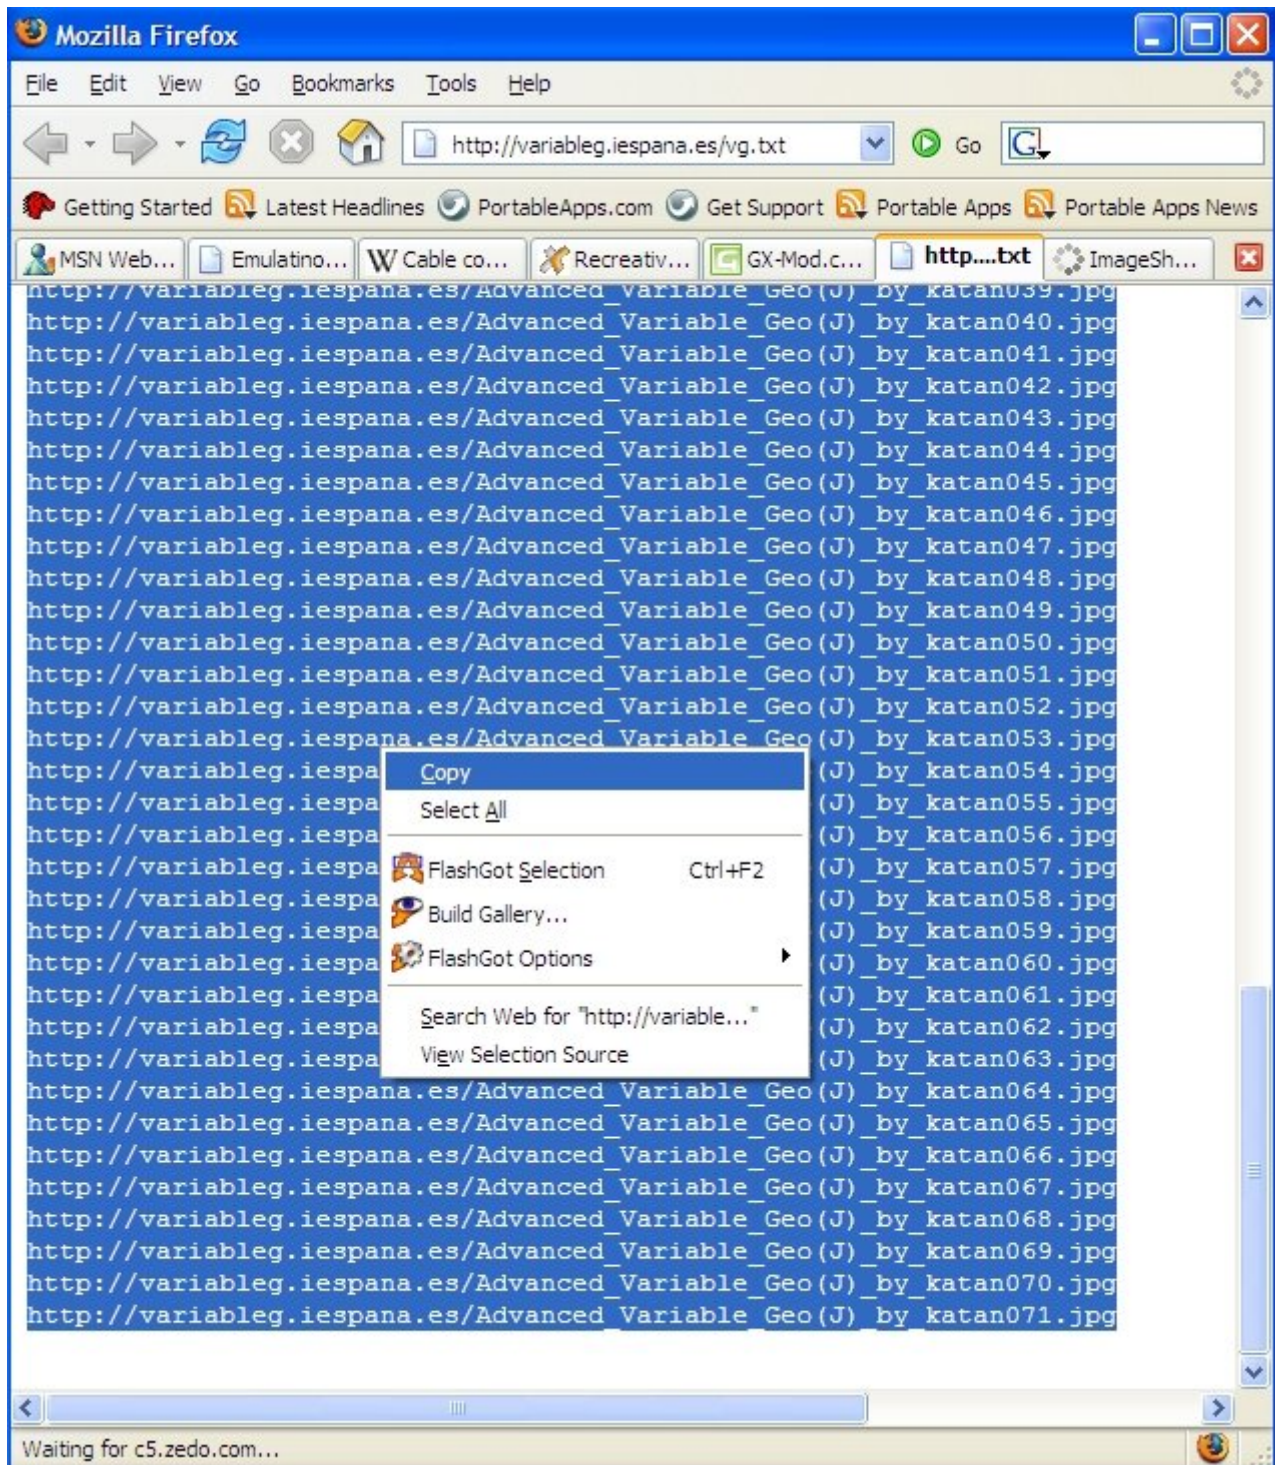 Mozilla Firefox
File Edit View Go Bookmarks Tools Help
http://variableg.iespana.es/vg.txt Go G
Getting Started Latest Headlines PortableApps.com Get Support Portable Apps Portable Apps News
MSN Web... Emulatino... W Cable co... Recreativ... GX-Mod.c... http....txt ImageSh...
http://variableg.iespana.es/Advanced_Variable_Geo(J)_by_katan039.jpg
http://variableg.iespana.es/Advanced_Variable_Geo(J)_by_katan040.jpg
http://variableg.iespana.es/Advanced_Variable_Geo(J)_by_katan041.jpg
http://variableg.iespana.es/Advanced_Variable_Geo(J)_by_katan042.jpg
http://variableg.iespana.es/Advanced_Variable_Geo(J)_by_katan043.jpg
http://variableg.iespana.es/Advanced_Variable_Geo(J)_by_katan044.jpg
http://variableg.iespana.es/Advanced_Variable_Geo(J)_by_katan045.jpg
http://variableg.iespana.es/Advanced_Variable_Geo(J)_by_katan046.jpg
http://variableg.iespana.es/Advanced_Variable_Geo(J)_by_katan047.jpg
http://variableg.iespana.es/Advanced_Variable_Geo(J)_by_katan048.jpg
http://variableg.iespana.es/Advanced_Variable_Geo(J)_by_katan049.jpg
http://variableg.iespana.es/Advanced_Variable_Geo(J)_by_katan050.jpg
http://variableg.iespana.es/Advanced_Variable_Geo(J)_by_katan051.jpg
http://variableg.iespana.es/Advanced_Variable_Geo(J)_by_katan052.jpg
http://variableg.iespana.es/Advanced_Variable_Geo(J)_by_katan053.jpg
http://variableg.iespa (J)_by_katan054.jpg
http://variableg.iespa (J)_by_katan055.jpg
http://variableg.iespa (J)_by_katan056.jpg
http://variableg.iespa (J)_by_katan057.jpg
http://variableg.iespa (J)_by_katan058.jpg
http://variableg.iespa (J)_by_katan059.jpg
http://variableg.iespa (J)_by_katan060.jpg
http://variableg.iespa (J)_by_katan061.jpg
http://variableg.iespa (J)_by_katan062.jpg
http://variableg.iespa (J)_by_katan063.jpg
Copy
Select All
FlashGot Selection Ctrl+F2
Build Gallery...
FlashGot Options
Search Web for "http://variable..."
View Selection Source
http://variableg.iespana.es/Advanced_Variable_Geo(J)_by_katan064.jpg
http://variableg.iespana.es/Advanced_Variable_Geo(J)_by_katan065.jpg
http://variableg.iespana.es/Advanced_Variable_Geo(J)_by_katan066.jpg
http://variableg.iespana.es/Advanced_Variable_Geo(J)_by_katan067.jpg
http://variableg.iespana.es/Advanced_Variable_Geo(J)_by_katan068.jpg
http://variableg.iespana.es/Advanced_Variable_Geo(J)_by_katan069.jpg
http://variableg.iespana.es/Advanced_Variable_Geo(J)_by_katan070.jpg
http://variableg.iespana.es/Advanced_Variable_Geo(J)_by_katan071.jpg
Waiting for c5.zedo.com...